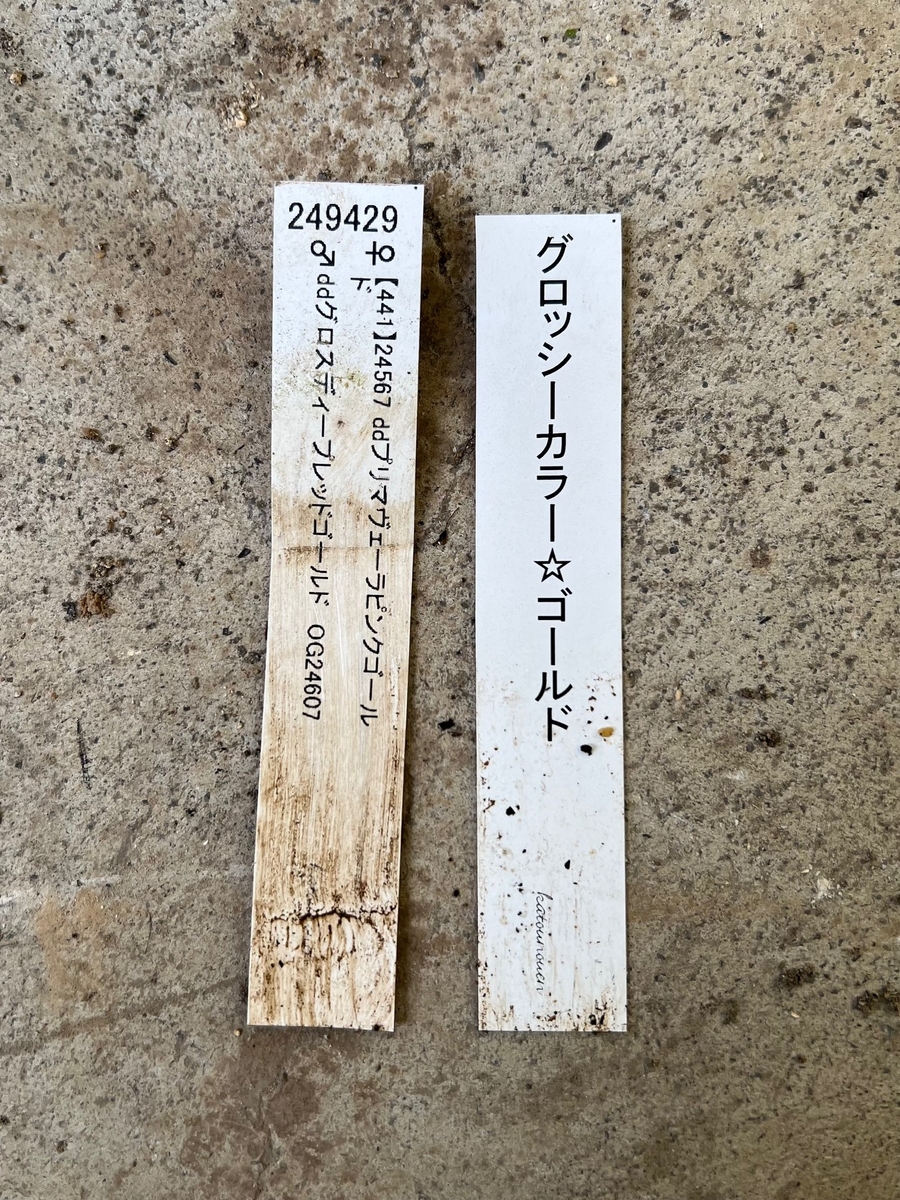 249429
♀【441】24567 ddプリマヴェーラピンクゴール
ド
♂ ddグロスディープレッドゴールド OG24607
グロッシーカラー☆ゴールド
katounouen